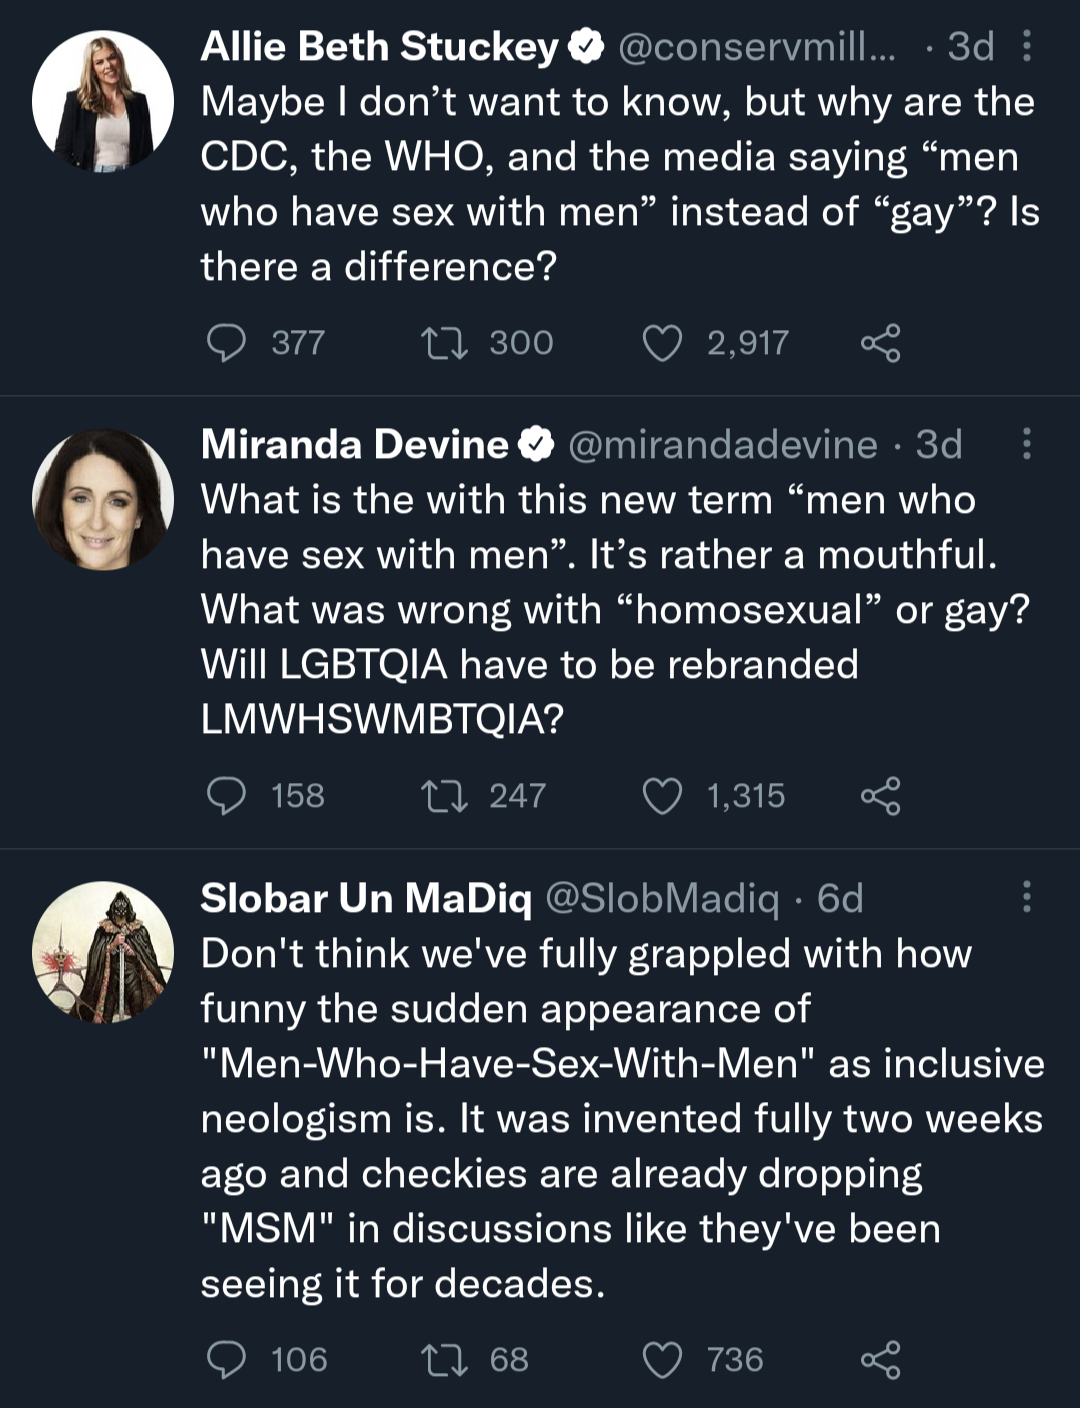 Allie Beth Stuckey @conservmill... · 3d
Maybe I don’t want to know, but why are the
CDC, the WHO, and the media saying “men
who have sex with men” instead of “gay”? Is
there a difference?
377 300 2,917
Miranda Devine @mirandadevine · 3d
What is the with this new term “men who
have sex with men”. It’s rather a mouthful.
What was wrong with “homosexual” or gay?
Will LGBTQIA have to be rebranded
LMWHSWMBTQIA?
158 247 1,315
Slobar Un MaDiq @SlobMadiq · 6d
Don't think we've fully grappled with how
funny the sudden appearance of
"Men-Who-Have-Sex-With-Men" as inclusive
neologism is. It was invented fully two weeks
ago and checkies are already dropping
"MSM" in discussions like they've been
seeing it for decades.
106 68 736